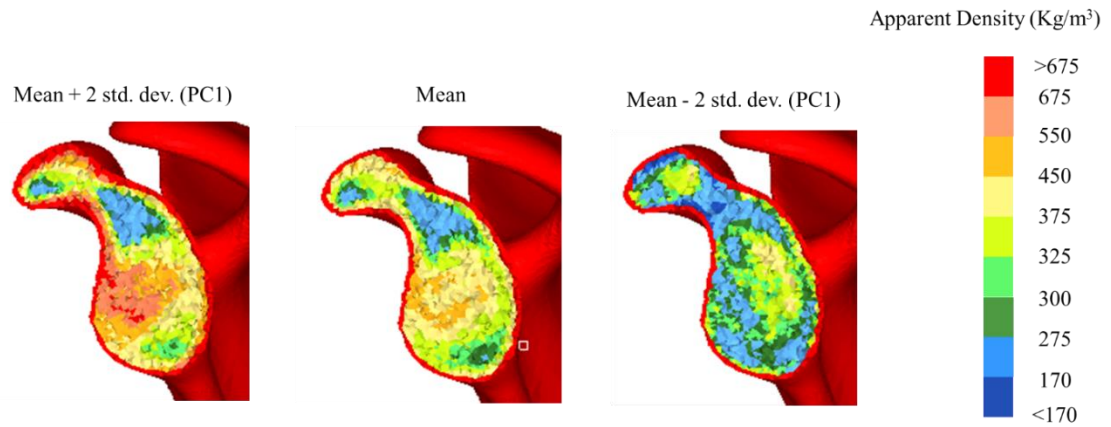 Apparent Density (Kg/m³)
Mean + 2 std. dev. (PC1)
Mean
Mean - 2 std. dev. (PC1)
>675
675
550
450
375
325
300
275
170
<170